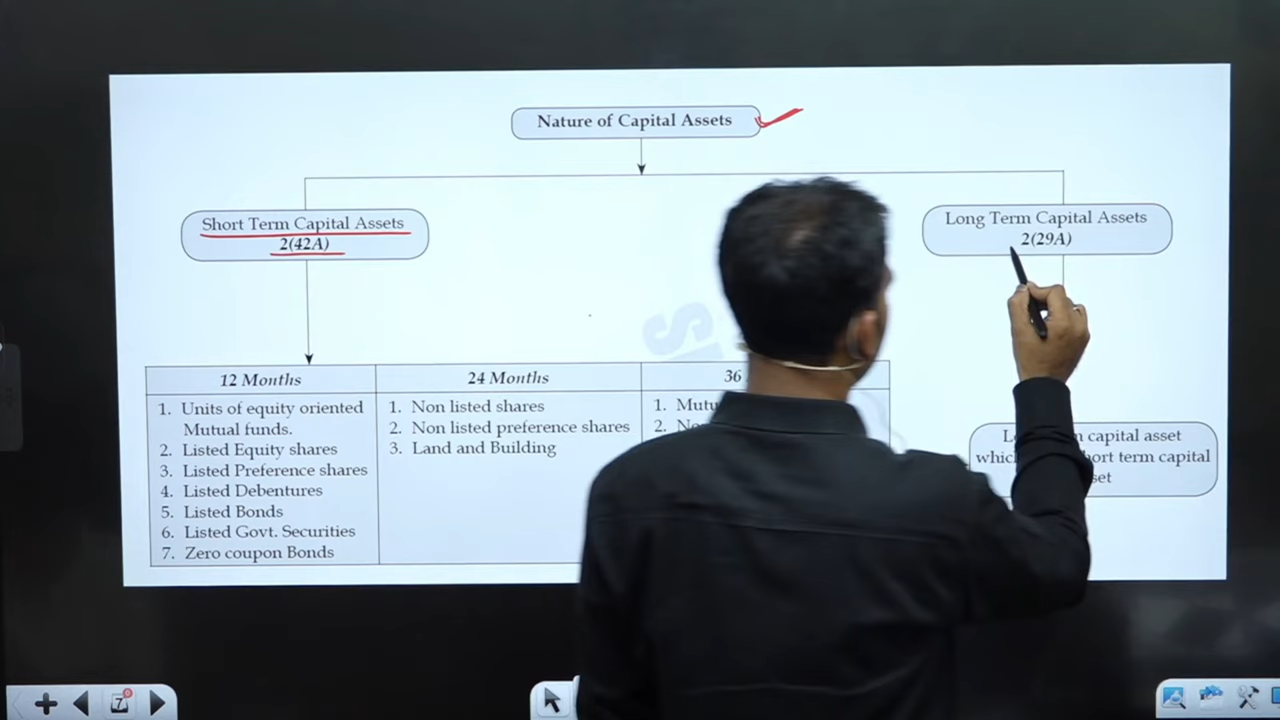 Nature of Capital Assets
Short Term Capital Assets
2(42A)
Long Term Capital Assets
2(29A)
12 Months
24 Months
36
1. Units of equity oriented
Mutual funds.
2. Listed Equity shares
3. Listed Preference shares
4. Listed Debentures
5. Listed Bonds
6. Listed Govt. Securities
7. Zero coupon Bonds
1. Non listed shares
2. Non listed preference shares
3. Land and Building
1.
2.
capital asset
short term capital
7